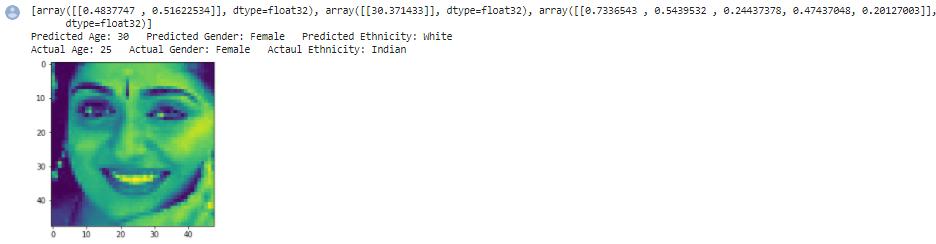 [array([[0.4837747 , 0.51622534]], dtype=float32), array([[30.371433]], dtype=float32), array([[0.7336543 , 0.5439532 , 0.24437378, 0.47437048, 0.20127003]],
dtype=float32)]
Predicted Age: 30 Predicted Gender: Female Predicted Ethnicity: White
Actual Age: 25 Actual Gender: Female Actaul Ethnicity: Indian
0
10
20
30
40
0 10 20 30 40